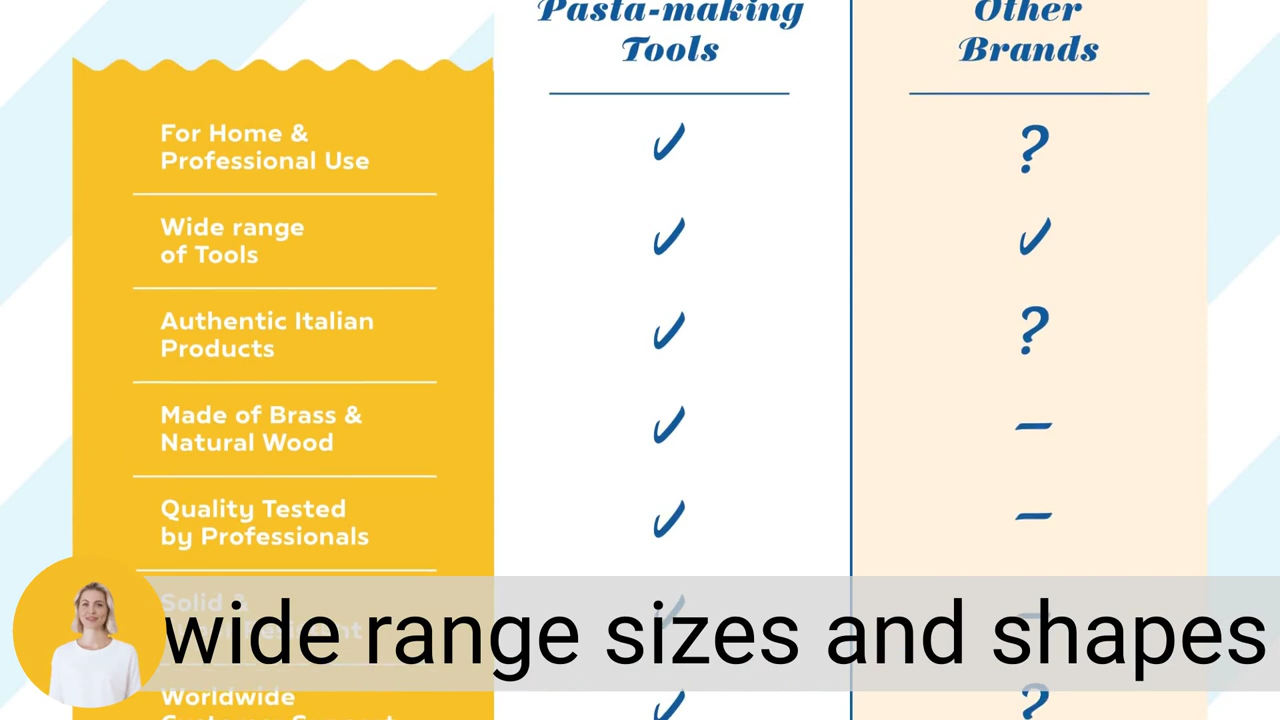 Pasta-making
Tools
Other
Brands
For Home &
Professional Use
✓
?
Wide range
of Tools
✓
✓
Authentic Italian
Products
✓
?
Made of Brass &
Natural Wood
✓
–
Quality Tested
by Professionals
✓
–
Solid &
wide range sizes and shapes
Worldwide
✓
?